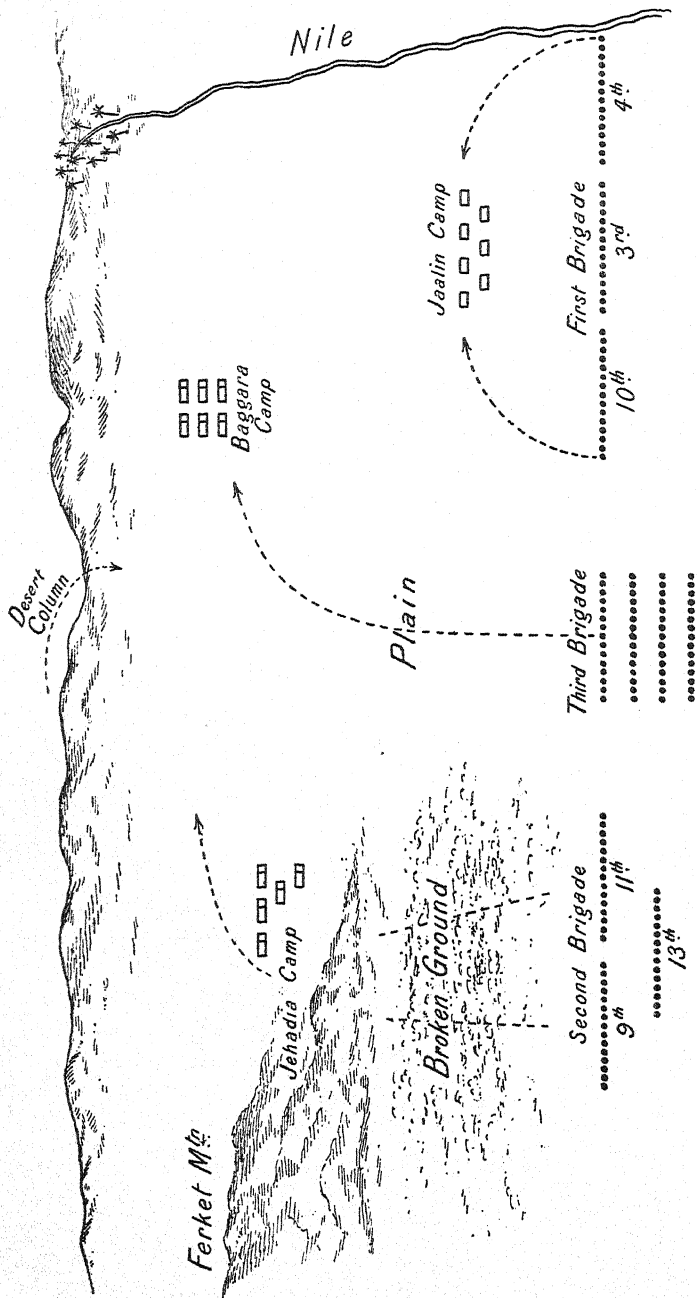 Nile
Desert
Column
Baggara
Camp
Jaalin Camp
4th
First Brigade
3rd
10th
Plain
Third Brigade
Ferket Mtn
Jehadia Camp
Broken Ground
Second Brigade
9th
11th
13th